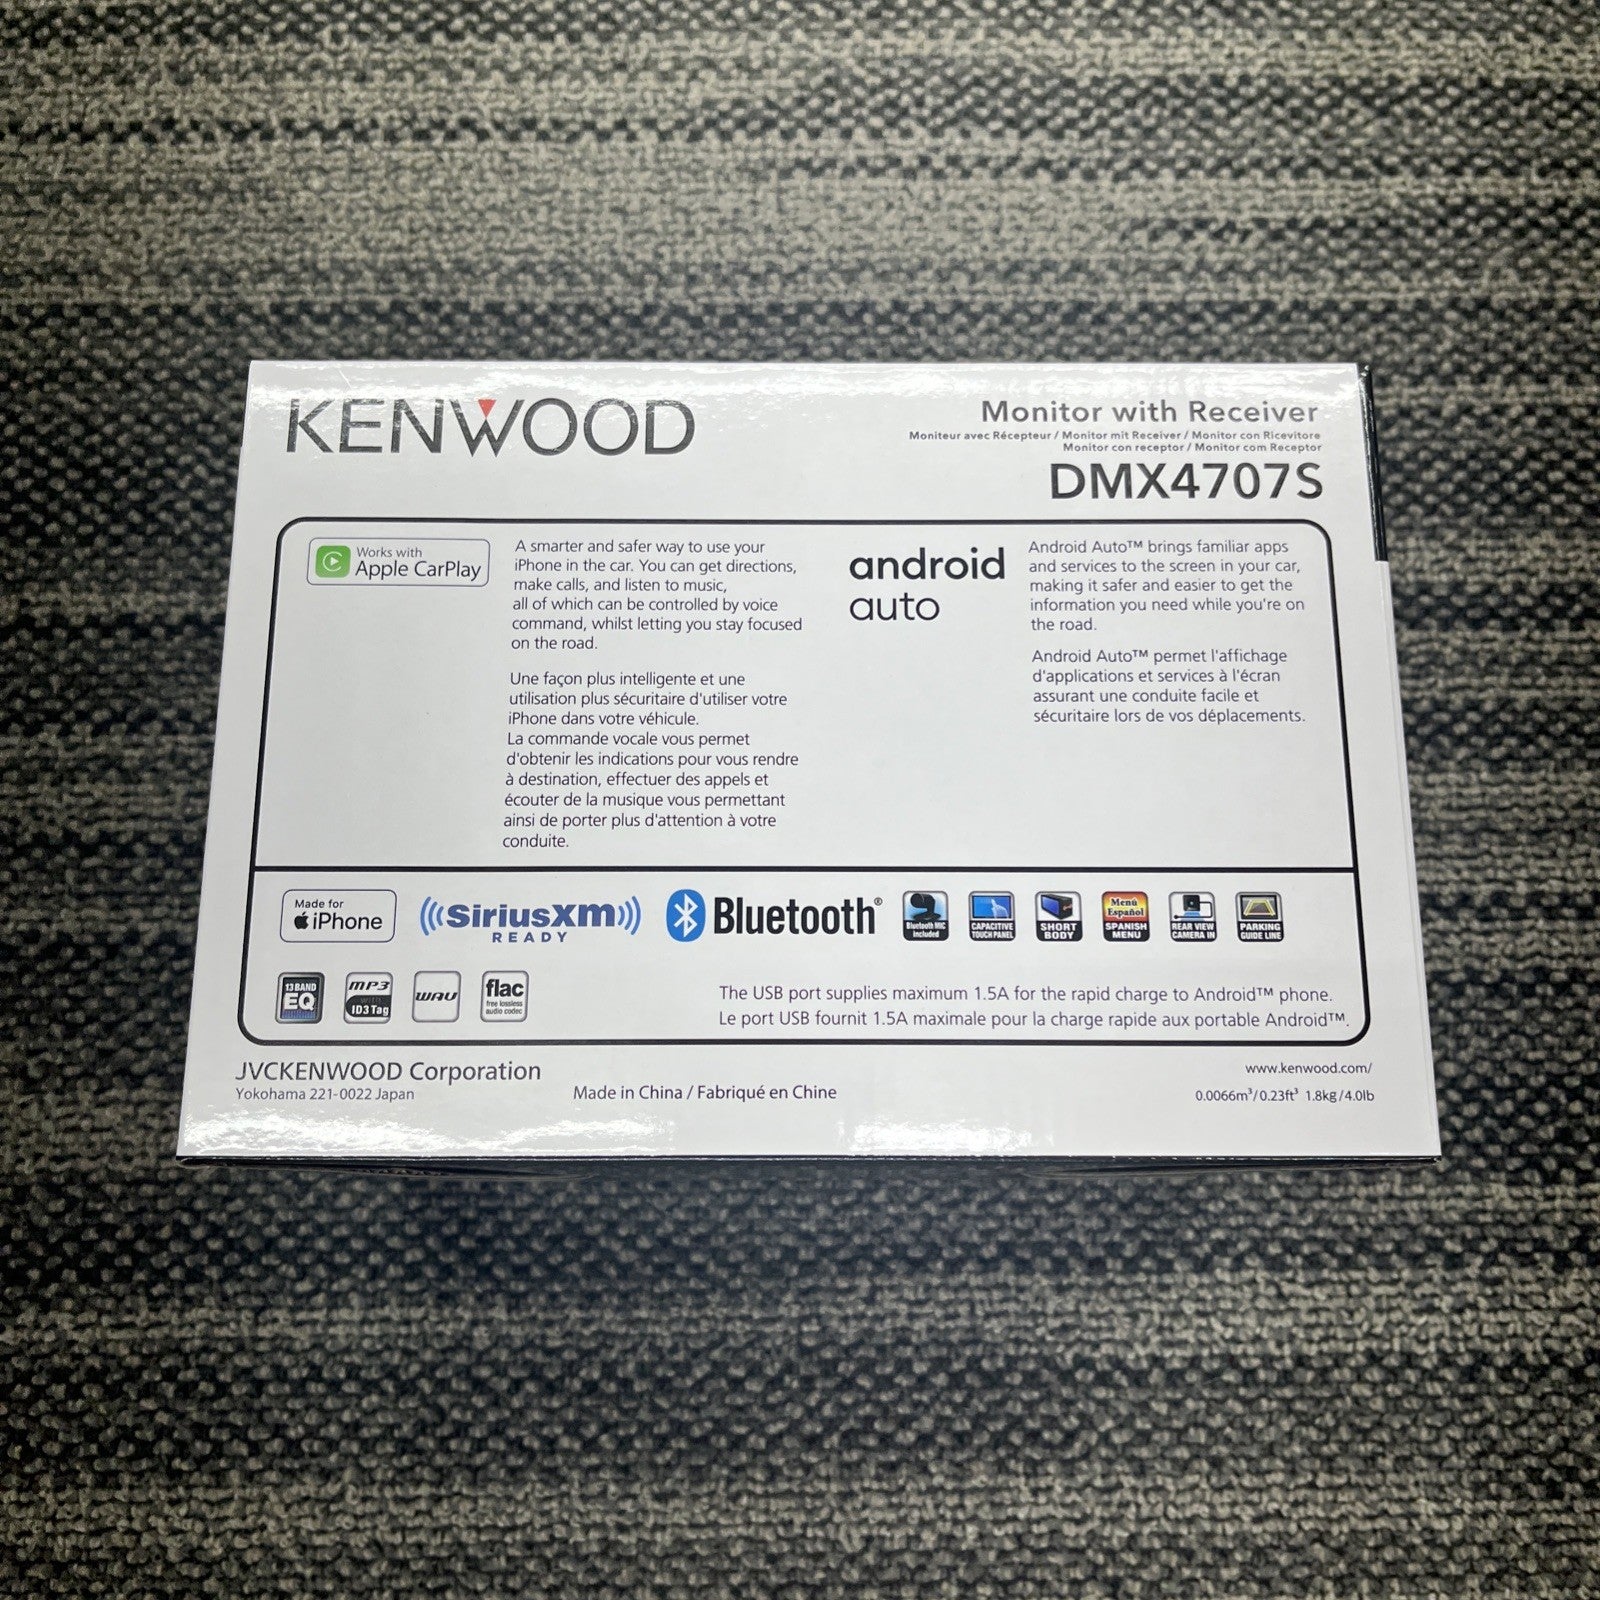 KENWOOD
Monitor with Receiver
Moniteur avec Récepteur / Monitor mit Receiver / Monitor con Ricevitore
Monitor con receptor / Monitor com Receptor
DMX4707S
Works with
Apple CarPlay
A smarter and safer way to use your
iPhone in the car. You can get directions,
make calls, and listen to music,
all of which can be controlled by voice
command, whilst letting you stay focused
on the road.
Une façon plus intelligente et une
utilisation plus sécuritaire d'utiliser votre
iPhone dans votre véhicule.
La commande vocale vous permet
d'obtenir les indications pour vous rendre
à destination, effectuer des appels et
écouter de la musique vous permettant
ainsi de porter plus d'attention à votre
conduite.
android
auto
Android Auto™ brings familiar apps
and services to the screen in your car,
making it safer and easier to get the
information you need while you're on
the road.
Android Auto™ permet l'affichage
d'applications et services à l'écran
assurant une conduite facile et
sécuritaire lors de vos déplacements.
Made for
iPhone
SiriusXM
READY
Bluetooth®
Bluetooth MIC
Included
CAPACITIVE
TOUCH PANEL
SHORT
BODY
Menú
Español
SPANISH
MENU
REAR VIEW
CAMERA IN
PARKING
GUIDE LINE
13 BAND
EQ
MP3
WITH
ID3 Tag
WAV
flac
free lossless
audio codec
The USB port supplies maximum 1.5A for the rapid charge to Android™ phone.
Le port USB fournit 1.5A maximale pour la charge rapide aux portable Android™.
JVCKENWOOD Corporation
Yokohama 221-0022 Japan
Made in China / Fabriqué en Chine
www.kenwood.com/
0.0066m³/0.23ft³ 1.8kg/4.0lb